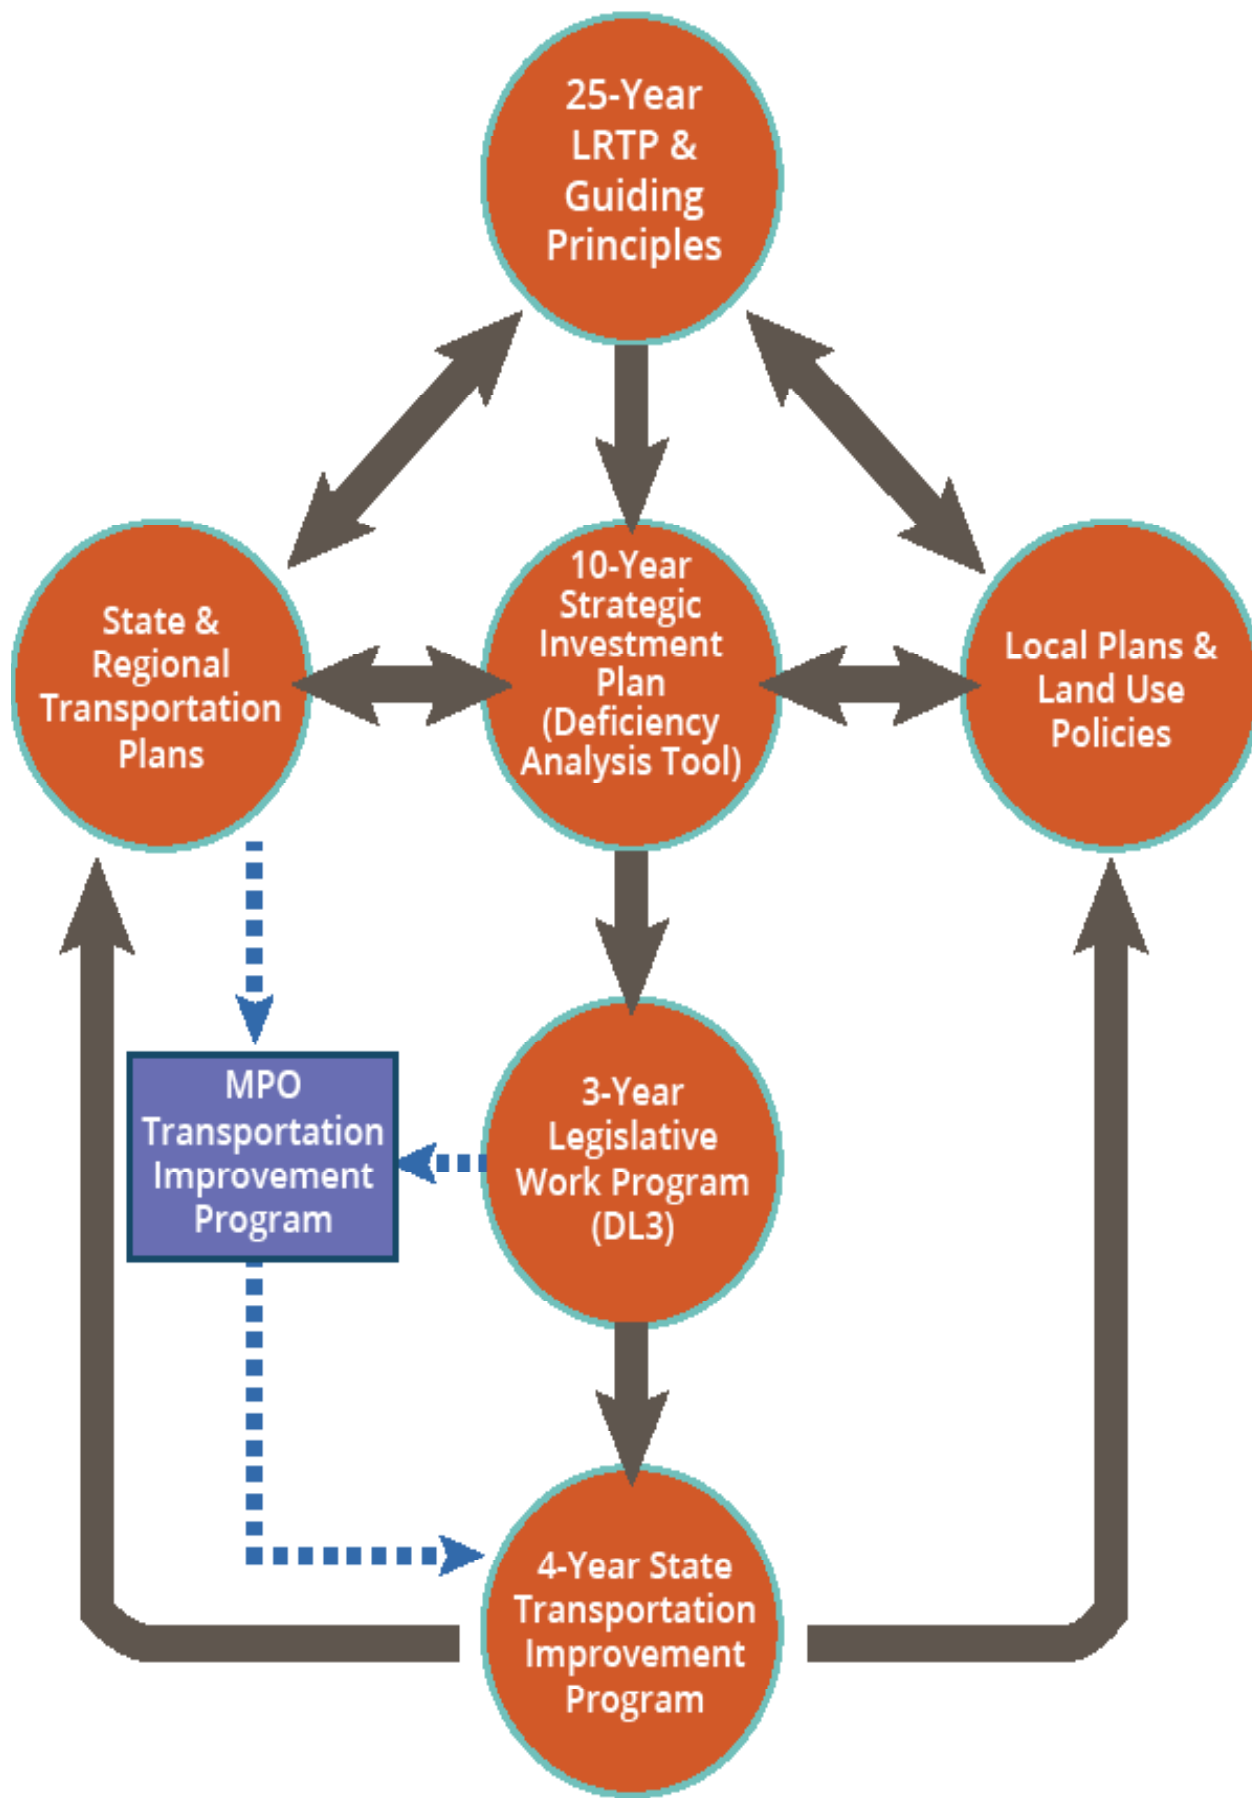 25-Year
LRTP &
Guiding
Principles
State &
Regional
Transportation
Plans
10-Year
Strategic
Investment
Plan
(Deficiency
Analysis Tool)
Local Plans &
Land Use
Policies
MPO
Transportation
Improvement
Program
3-Year
Legislative
Work Program
(DL3)
4-Year State
Transportation
Improvement
Program